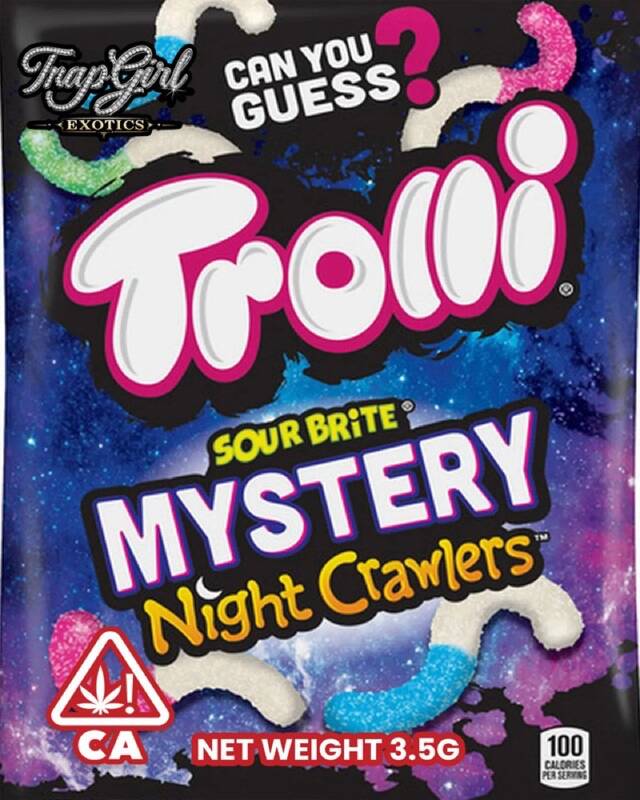 TrapGirl
EXOTICS
CAN YOU
GUESS?
Trolli®
SOUR BRiTE®
MYSTERY
Night Crawlers™
!
CA
NET WEIGHT 3.5G
100
CALORIES
PER SERVING